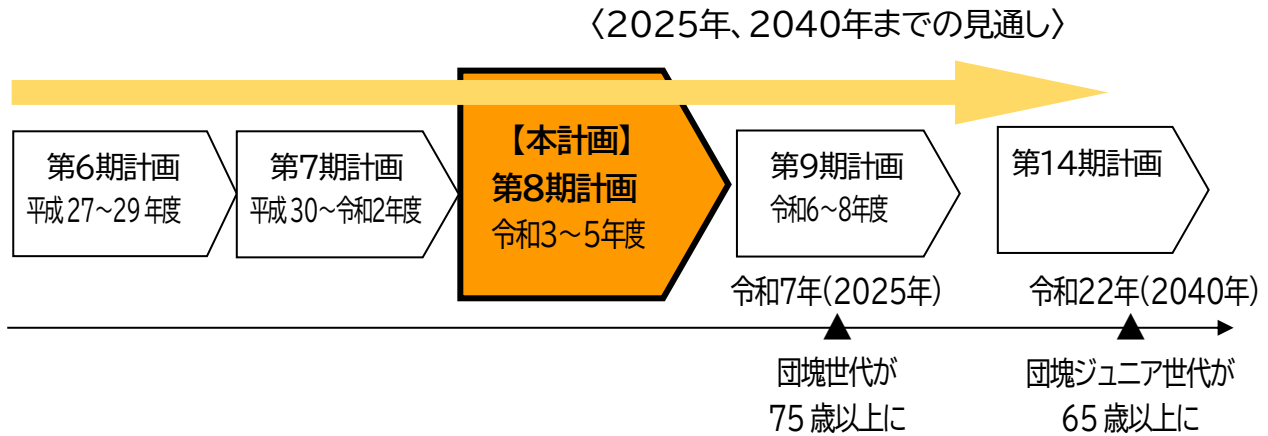 〈2025年、2040年までの見通し〉
第6期計画
平成27～29年度
第7期計画
平成30～令和2年度
【本計画】
第8期計画
令和3～5年度
第9期計画
令和6～8年度
第14期計画
令和7年(2025年)
令和22年(2040年)
団塊世代が
75歳以上に
団塊ジュニア世代が
65歳以上に